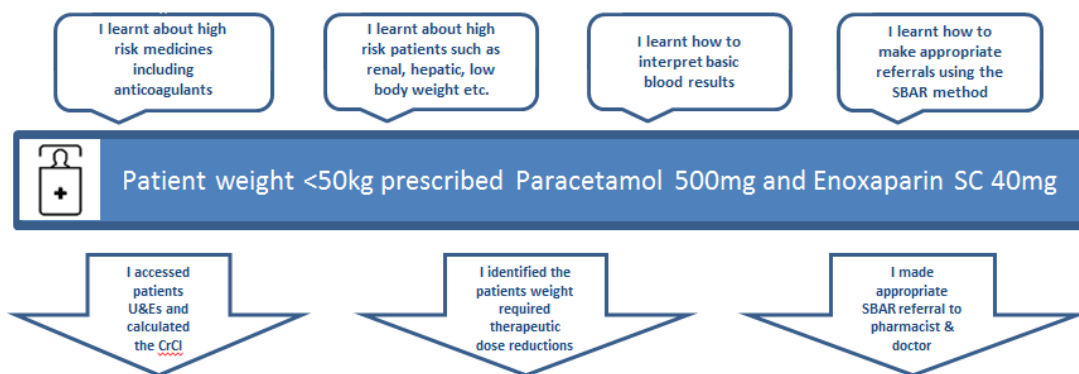 I learnt about high
risk medicines
including
anticoagulants
I learnt about high
risk patients such as
renal, hepatic, low
body weight etc.
I learnt how to
interpret basic
blood results
I learnt how to
make appropriate
referrals using the
SBAR method
Patient weight <50kg prescribed Paracetamol 500mg and Enoxaparin SC 40mg
I accessed
patients
U&Es and
calculated
the CrCl
I identified the
patients weight
required
therapeutic
dose reductions
I made
appropriate
SBAR referral to
pharmacist &
doctor